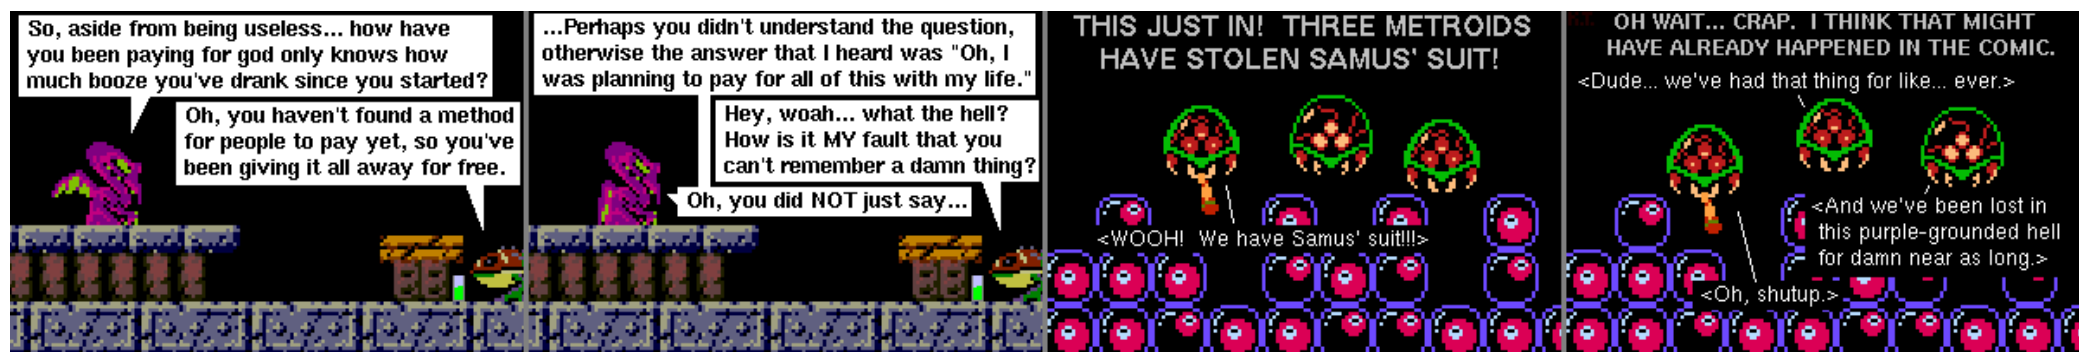 So, aside from being useless... how have
you been paying for god only knows how
much booze you've drank since you started?
Oh, you haven't found a method
for people to pay yet, so you've
been giving it all away for free.
...Perhaps you didn't understand the question,
otherwise the answer that I heard was "Oh, I
was planning to pay for all of this with my life."
Hey, woah... what the hell?
How is it MY fault that you
can't remember a damn thing?
Oh, you did NOT just say...
THIS JUST IN!  THREE METROIDS
HAVE STOLEN SAMUS' SUIT!
<WOOH!  We have Samus' suit!!!>
OH WAIT... CRAP.  I THINK THAT MIGHT
HAVE ALREADY HAPPENED IN THE COMIC.
<Dude... we've had that thing for like... ever.>
<And we've been lost in
this purple-grounded hell
for damn near as long.>
<Oh, shutup.>